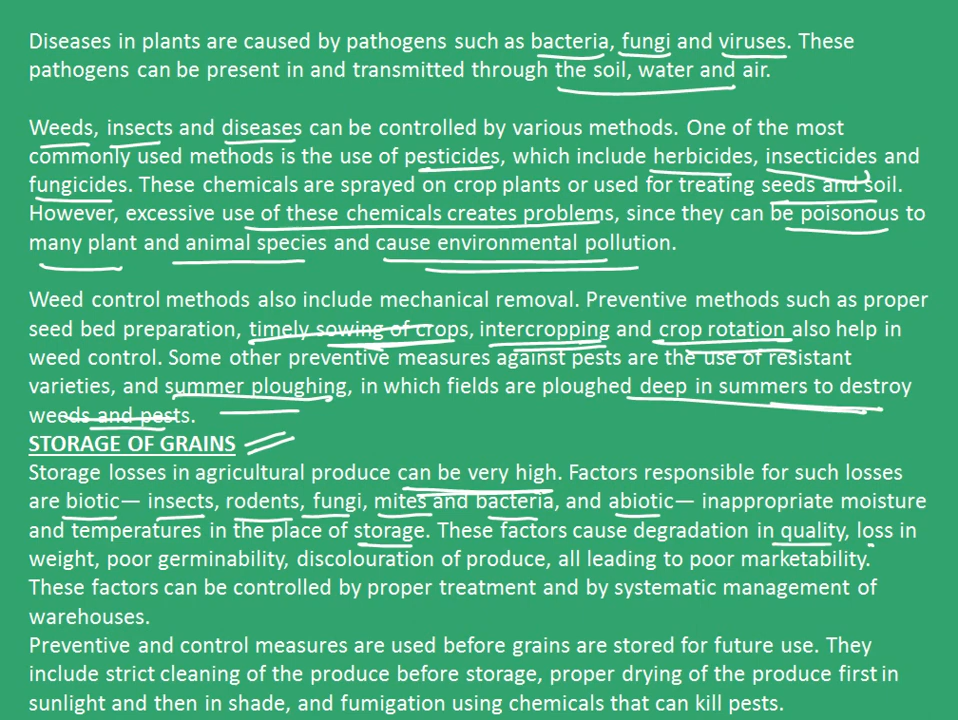 Diseases in plants are caused by pathogens such as bacteria, fungi and viruses. These
pathogens can be present in and transmitted through the soil, water and air.
Weeds, insects and diseases can be controlled by various methods. One of the most
commonly used methods is the use of pesticides, which include herbicides, insecticides and
fungicides. These chemicals are sprayed on crop plants or used for treating seeds and soil.
However, excessive use of these chemicals creates problems, since they can be poisonous to
many plant and animal species and cause environmental pollution.
Weed control methods also include mechanical removal. Preventive methods such as proper
seed bed preparation, timely sowing of crops, intercropping and crop rotation also help in
weed control. Some other preventive measures against pests are the use of resistant
varieties, and summer ploughing, in which fields are ploughed deep in summers to destroy
weeds and pests.
STORAGE OF GRAINS
Storage losses in agricultural produce can be very high. Factors responsible for such losses
are biotic— insects, rodents, fungi, mites and bacteria, and abiotic— inappropriate moisture
and temperatures in the place of storage. These factors cause degradation in quality, loss in
weight, poor germinability, discolouration of produce, all leading to poor marketability.
These factors can be controlled by proper treatment and by systematic management of
warehouses.
Preventive and control measures are used before grains are stored for future use. They
include strict cleaning of the produce before storage, proper drying of the produce first in
sunlight and then in shade, and fumigation using chemicals that can kill pests.